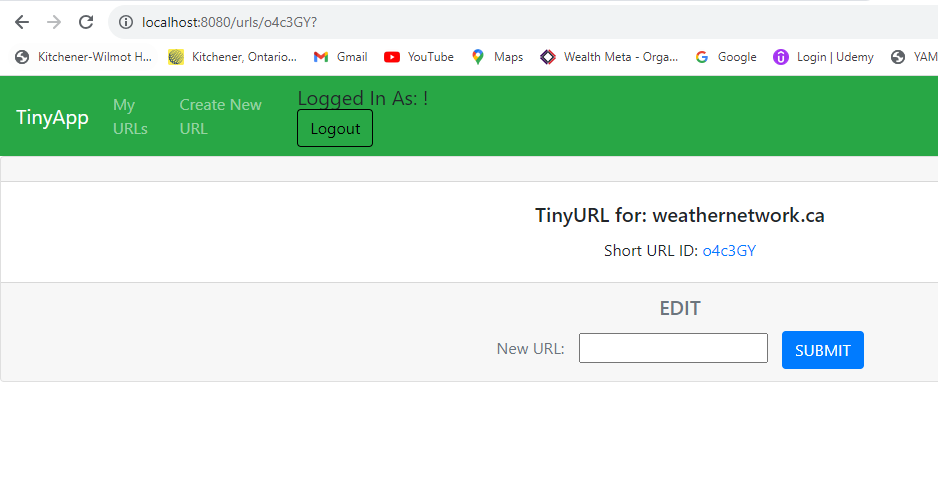 localhost:8080/urls/o4c3GY?
Kitchener-Wilmot H... Kitchener, Ontario... Gmail YouTube Maps Wealth Meta - Orga... Google Login | Udemy YAM
TinyApp
My URLs
Create New URL
Logged In As: !
Logout
TinyURL for: weathernetwork.ca
Short URL ID: o4c3GY
EDIT
New URL: SUBMIT